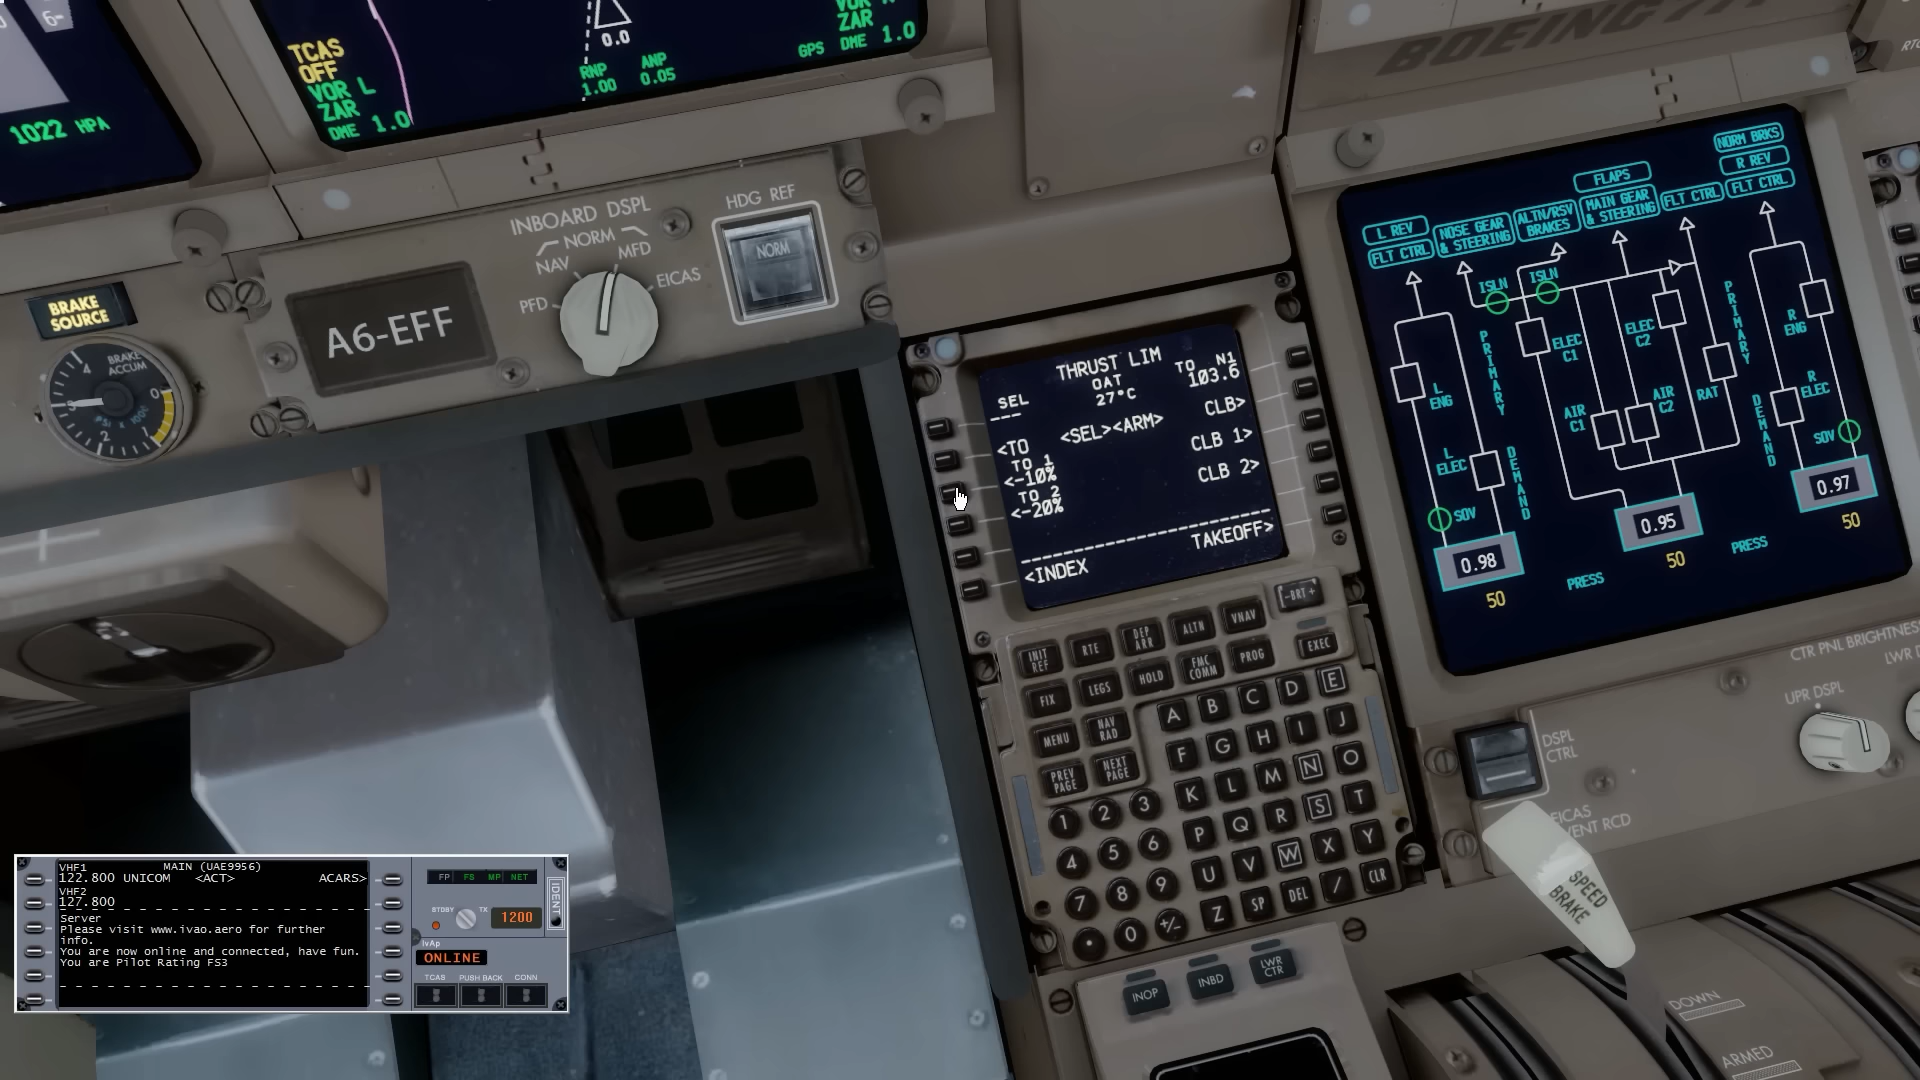 TCAS
OFF
VOR L
ZAR
DME 1.0
0.0
RNP
1.00
ANP
0.05
GPS
VOR R
ZAR
DME 1.0
1022 HPA
BOEING 777
INBOARD DSPL
NORM
NAV
MFD
PFD
EICAS
HDG REF
NORM
BRAKE
SOURCE
BRAKE
ACCUM
4
0
2
1
PSI x 1000
A6-EFF
THRUST LIM
SEL
OAT
TO N1
---
27°C
103.6
<SEL><ARM>
CLB>
<TO
TO 1
CLB 1>
<-10%
TO 2
CLB 2>
<-20%
TAKEOFF>
<INDEX
INIT
REF
RTE
DEP
ARR
ALTN
VNAV
-BRT+
FIX
LEGS
HOLD
FMC
COMM
PROG
EXEC
MENU
NAV
RAD
PREV
PAGE
NEXT
PAGE
A B C D E
F G H I J
K L M N O
P Q R S T
U V W X Y
Z SP DEL / CLR
1 2 3
4 5 6
7 8 9
. 0 +/-
INOP
INBD
LWR
CTR
L REV
FLT CTRL
NOSE GEAR
& STEERING
ALTN/RSV
BRAKES
FLAPS
MAIN GEAR
& STEERING
FLT CTRL
NORM BRKS
R REV
FLT CTRL
ISLN
ISLN
PRIMARY
ELEC
C1
ELEC
C2
PRIMARY
R
ENG
L
ENG
AIR
C1
AIR
C2
RAT
R
ELEC
L
ELEC
DEMAND
DEMAND
SOV
SOV
0.98
0.95
0.97
50
PRESS
50
PRESS
50
CTR PNL BRIGHTNESS
UPR DSPL
LWR D
DSPL
CTRL
EICAS
EVENT RCD
SPEED
BRAKE
DOWN
ARMED
VHF1
MAIN (UAE9956)
122.800 UNICOM <ACT> ACARS>
VHF2
127.800
Server
Please visit www.ivao.aero for further
info.
You are now online and connected, have fun.
You are Pilot Rating FS3
FP FS MP NET
STDBY
TX
1200
IDENT
IvAp
ONLINE
TCAS
PUSH BACK
CONN